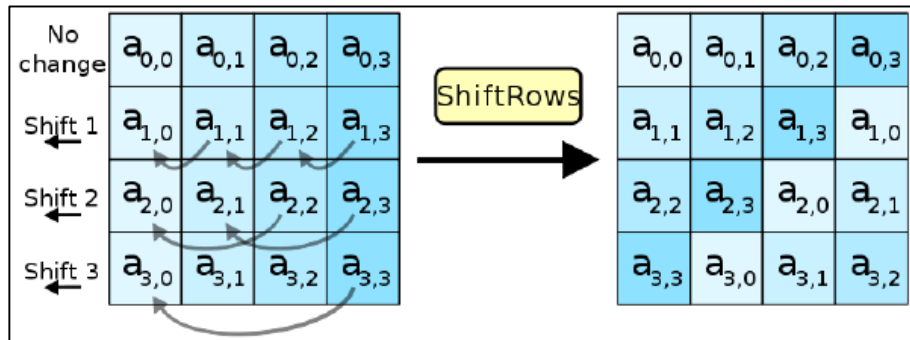 No change a0,0 a0,1 a0,2 a0,3
Shift 1 a1,0 a1,1 a1,2 a1,3
Shift 2 a2,0 a2,1 a2,2 a2,3
Shift 3 a3,0 a3,1 a3,2 a3,3
ShiftRows
a0,0 a0,1 a0,2 a0,3
a1,1 a1,2 a1,3 a1,0
a2,2 a2,3 a2,0 a2,1
a3,3 a3,0 a3,1 a3,2